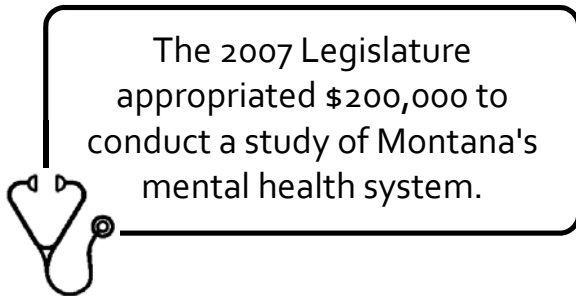 The 2007 Legislature
appropriated $200,000 to
conduct a study of Montana's
mental health system.